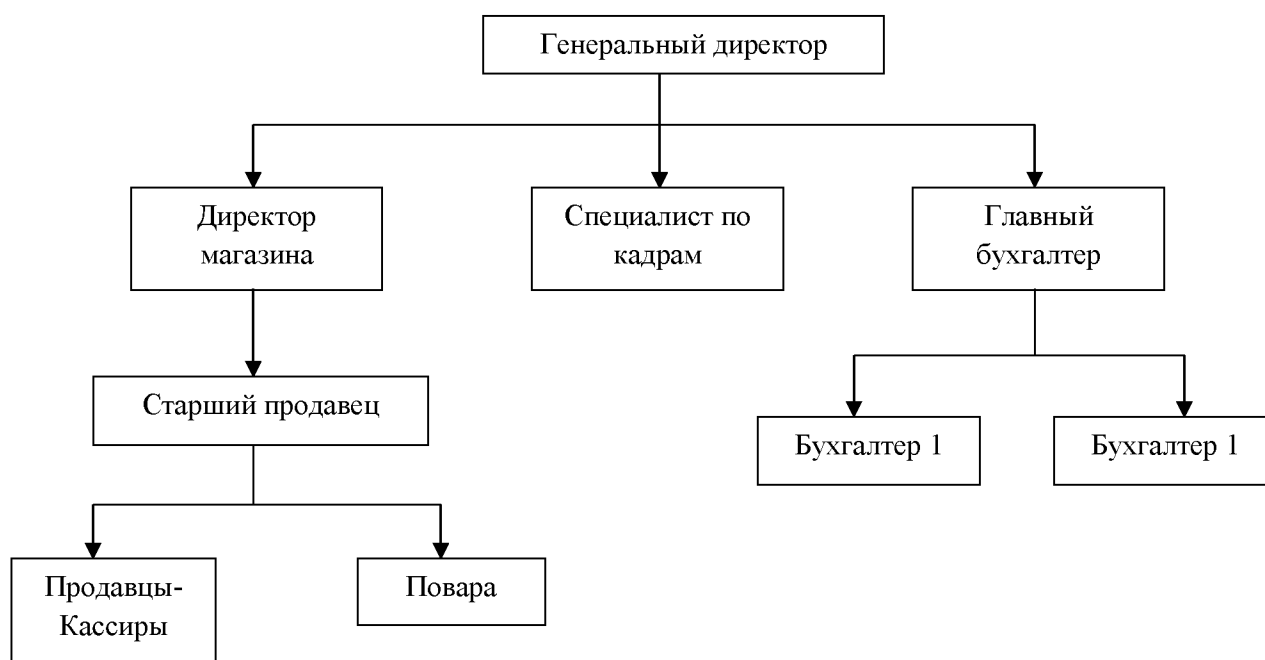 Генеральный директор
Директор
магазина
Специалист по
кадрам
Главный
бухгалтер
Старший продавец
Бухгалтер 1
Бухгалтер 1
Продавцы-
Кассиры
Повара